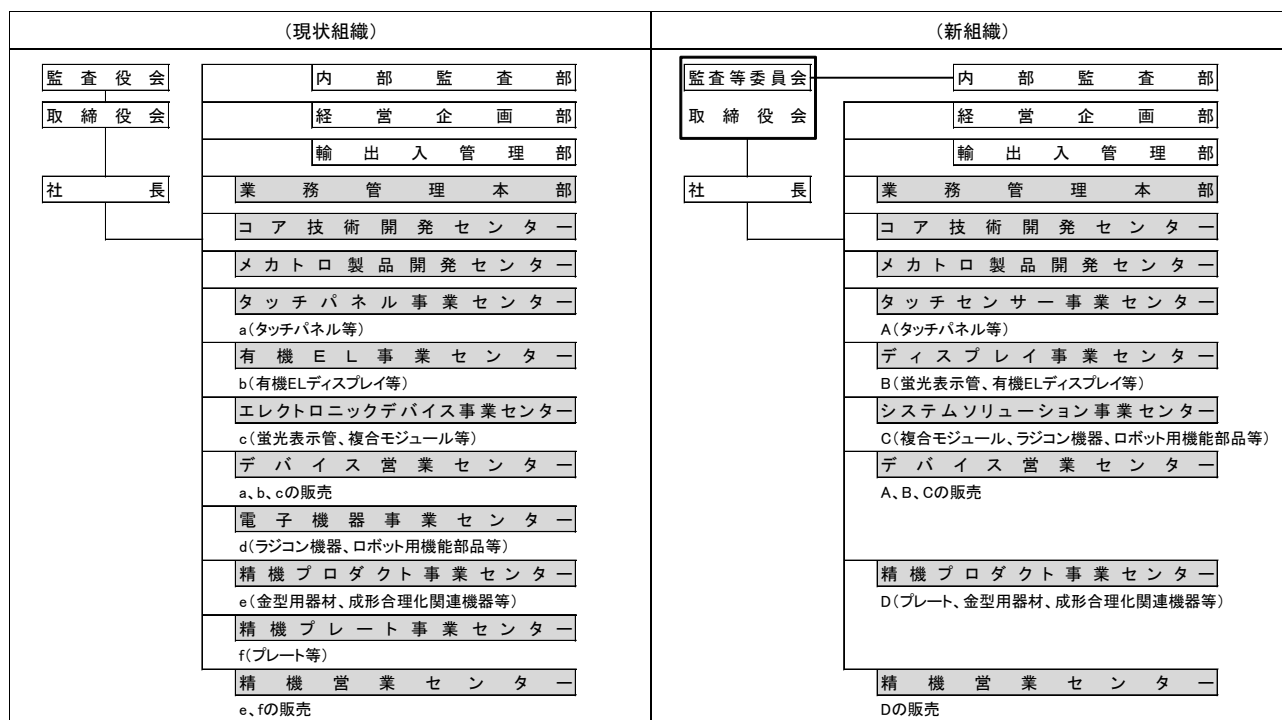 (現状組織)
監査役会
内部監査部
取締役会
経営企画部
輸出入管理部
社長
業務管理本部
コア技術開発センター
メカトロ製品開発センター
タッチパネル事業センター
a(タッチパネル等)
有機EL事業センター
b(有機ELディスプレイ等)
エレクトロニックデバイス事業センター
c(蛍光表示管、複合モジュール等)
デバイス営業センター
a、b、cの販売
電子機器事業センター
d(ラジコン機器、ロボット用機能部品等)
精機プロダクト事業センター
e(金型用器材、成形合理化関連機器等)
精機プレート事業センター
f(プレート等)
精機営業センター
e、fの販売
(新組織)
監査等委員会
内部監査部
取締役会
経営企画部
輸出入管理部
社長
業務管理本部
コア技術開発センター
メカトロ製品開発センター
タッチセンサー事業センター
A(タッチパネル等)
ディスプレイ事業センター
B(蛍光表示管、有機ELディスプレイ等)
システムソリューション事業センター
C(複合モジュール、ラジコン機器、ロボット用機能部品等)
デバイス営業センター
A、B、Cの販売
精機プロダクト事業センター
D(プレート、金型用器材、成形合理化関連機器等)
精機営業センター
Dの販売